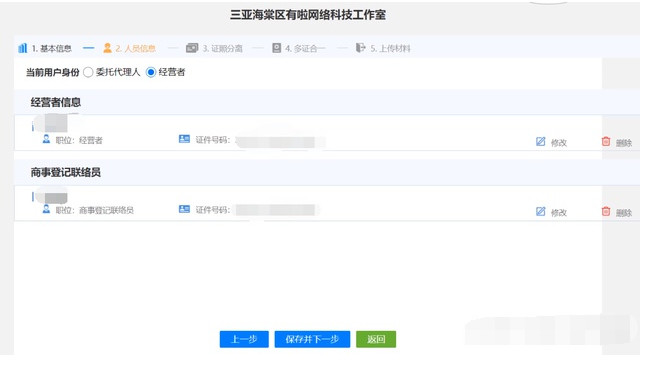 三亚海棠区有啦网络科技工作室
1. 基本信息 2. 人员信息 3. 证照分离 4. 多证合一 5. 上传材料
当前用户身份 委托代理人 经营者
经营者信息
职位: 经营者 证件号码: 修改 删除
商事登记联络员
职位: 商事登记联络员 证件号码: 修改 删除
上一步 保存并下一步 返回